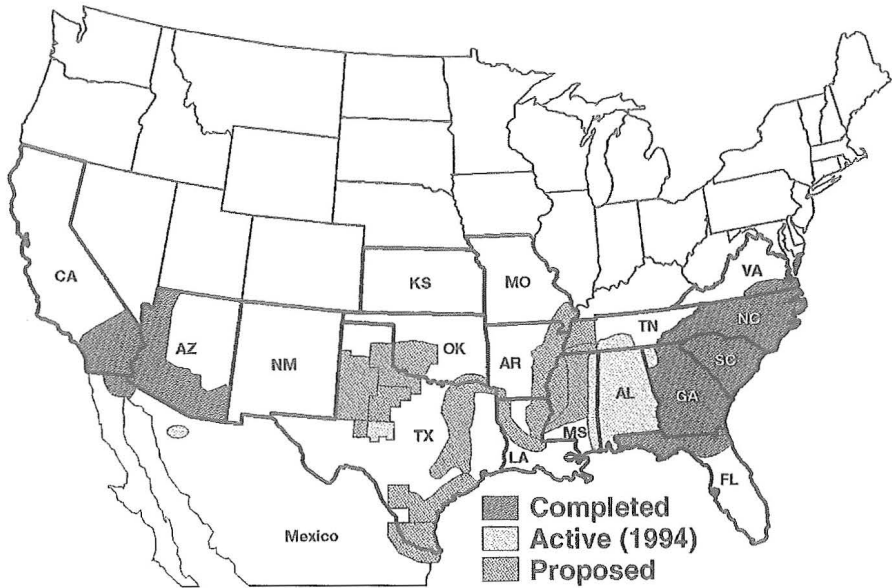 VA
CA
KS
MO
NC
TN
AZ
OK
SC
NM
AR
AL
GA
TX
MS
LA
FL
Completed
Active (1994)
Mexico
Proposed